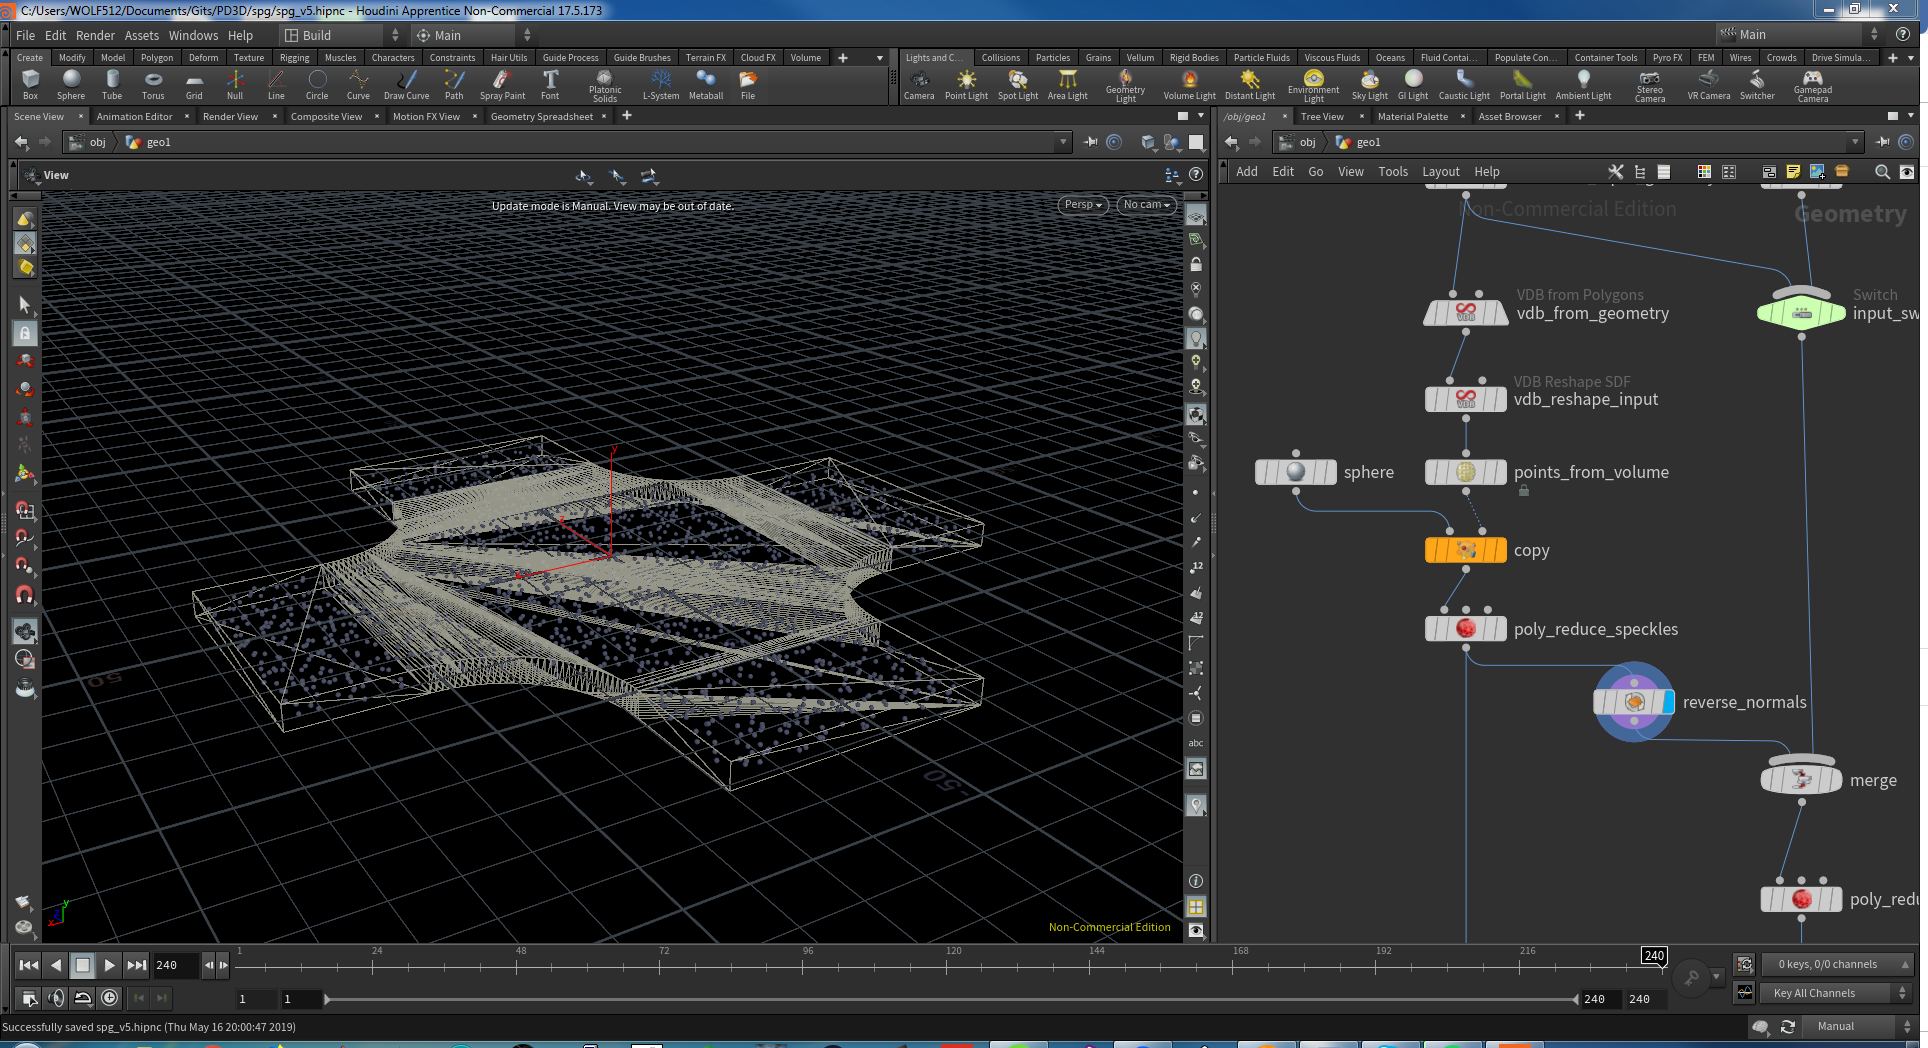 C:/Users/WOLF512/Documents/Gits/PD3D/spg/spg_v5.hipnc - Houdini Apprentice Non-Commercial 17.5.173
File Edit Render Assets Windows Help Build Main Main
Create Modify Model Polygon Deform Texture Rigging Muscles Characters Constraints Hair Utils Guide Process Guide Brushes Terrain FX Cloud FX Volume
Box Sphere Tube Torus Grid Null Line Circle Curve Draw Curve Path Spray Paint Font Platonic Solids L-System Metaball File
Lights and C... Collisions Particles Grains Vellum Rigid Bodies Particle Fluids Viscous Fluids Oceans Fluid Contai... Populate Con... Container Tools Pyro FX FEM Wires Crowds Drive Simula...
Camera Point Light Spot Light Area Light Geometry Light Volume Light Distant Light Environment Light Sky Light GI Light Caustic Light Portal Light Ambient Light Stereo Camera VR Camera Switcher Gamepad Camera
Scene View Animation Editor Render View Composite View Motion FX View Geometry Spreadsheet
/obj/geo1 Tree View Material Palette Asset Browser
obj geo1
obj geo1
View
Add Edit Go View Tools Layout Help
Update mode is Manual. View may be out of date.
Persp No cam
Non-Commercial Edition
Geometry
VDB from Polygons
vdb_from_geometry
Switch
input_sw
VDB Reshape SDF
vdb_reshape_input
sphere
points_from_volume
copy
poly_reduce_speckles
reverse_normals
merge
poly_redu
50
-50
y
z
x
12
12
abc
y
z
x
Non-Commercial Edition
240
1 24 48 72 96 120 144 168 192 216 240
0 keys, 0/0 channels
1 1 240 240
Key All Channels
Successfully saved spg_v5.hipnc (Thu May 16 20:00:47 2019)
Manual